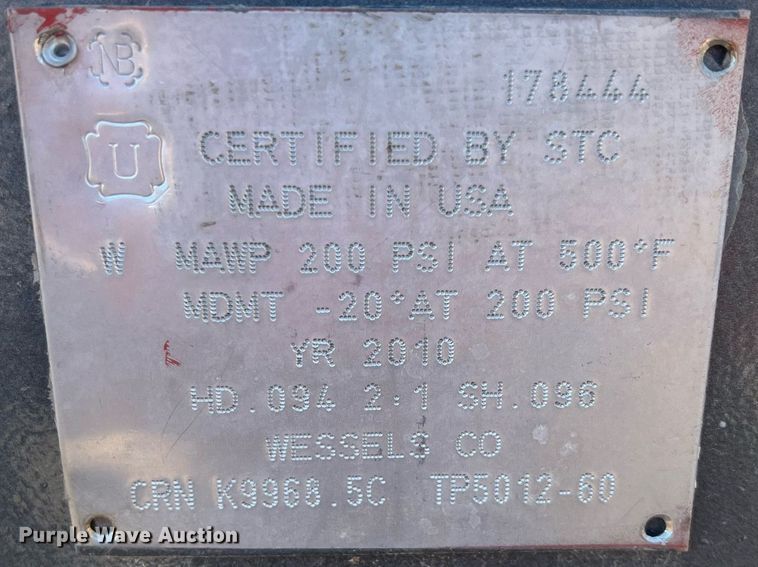 NB
178444
U CERTIFIED BY STC
MADE IN USA
W MAWP 200 PSI AT 500°F
MDMT -20°AT 200 PSI
YR 2010
HD.094 2:1 SH.096
WESSELS CO
CRN K9968.5C TP5012-60
Purple Wave Auction